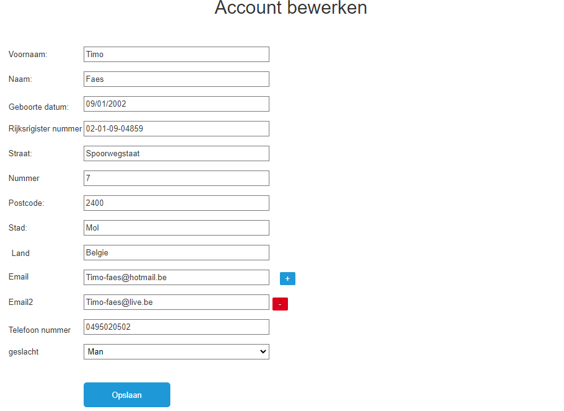 Account bewerken
Voornaam: Timo
Naam: Faes
Geboorte datum: 09/01/2002
Rijksrigister nummer 02-01-09-04859
Straat: Spoorwegstaat
Nummer 7
Postcode: 2400
Stad: Mol
Land Belgie
Email Timo-faes@hotmail.be +
Email2 Timo-faes@live.be -
Telefoon nummer 0495020502
geslacht Man
Opslaan